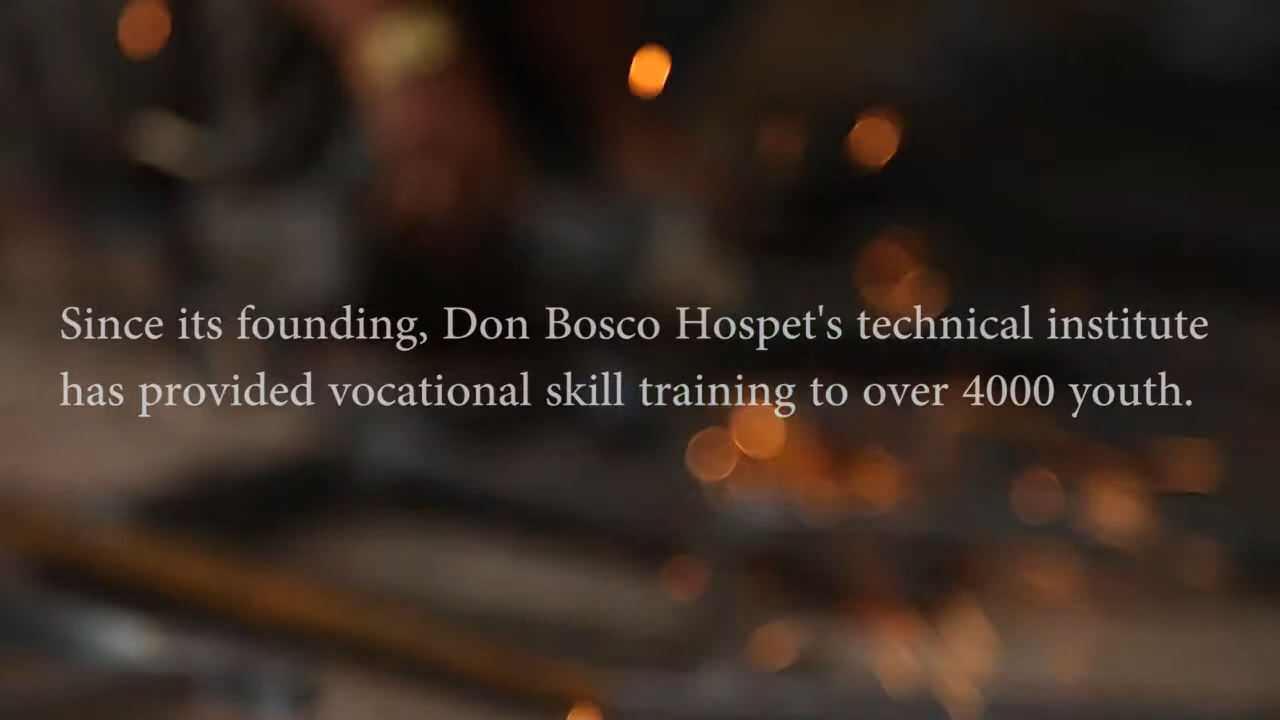 Since its founding, Don Bosco Hospet's technical institute
has provided vocational skill training to over 4000 youth.